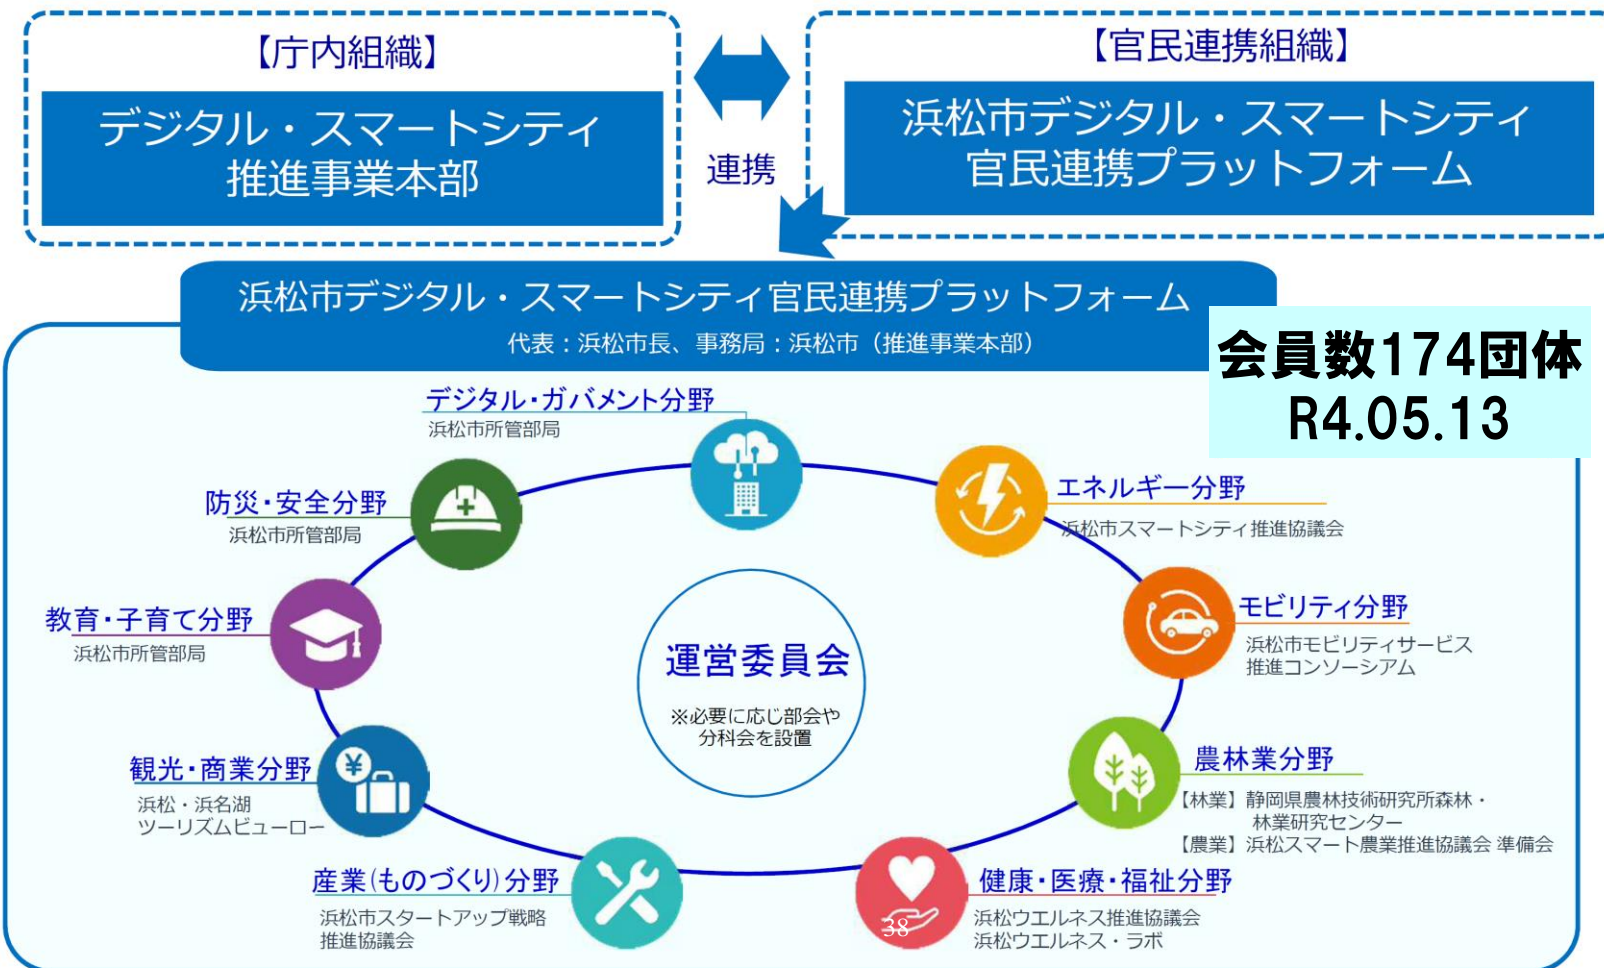 【庁内組織】
デジタル・スマートシティ
推進事業本部
連携
【官民連携組織】
浜松市デジタル・スマートシティ
官民連携プラットフォーム
浜松市デジタル・スマートシティ官民連携プラットフォーム
代表：浜松市長、事務局：浜松市（推進事業本部）
会員数174団体
R4.05.13
デジタル・ガバメント分野
浜松市所管部局
防災・安全分野
浜松市所管部局
エネルギー分野
浜松市スマートシティ推進協議会
教育・子育て分野
浜松市所管部局
モビリティ分野
浜松市モビリティサービス
推進コンソーシアム
運営委員会
※必要に応じ部会や
分科会を設置
観光・商業分野
浜松・浜名湖
ツーリズムビューロー
¥
農林業分野
【林業】静岡県農林技術研究所森林・
林業研究センター
【農業】浜松スマート農業推進協議会 準備会
産業(ものづくり)分野
浜松市スタートアップ戦略
推進協議会
健康・医療・福祉分野
浜松ウエルネス推進協議会
浜松ウエルネス・ラボ
38